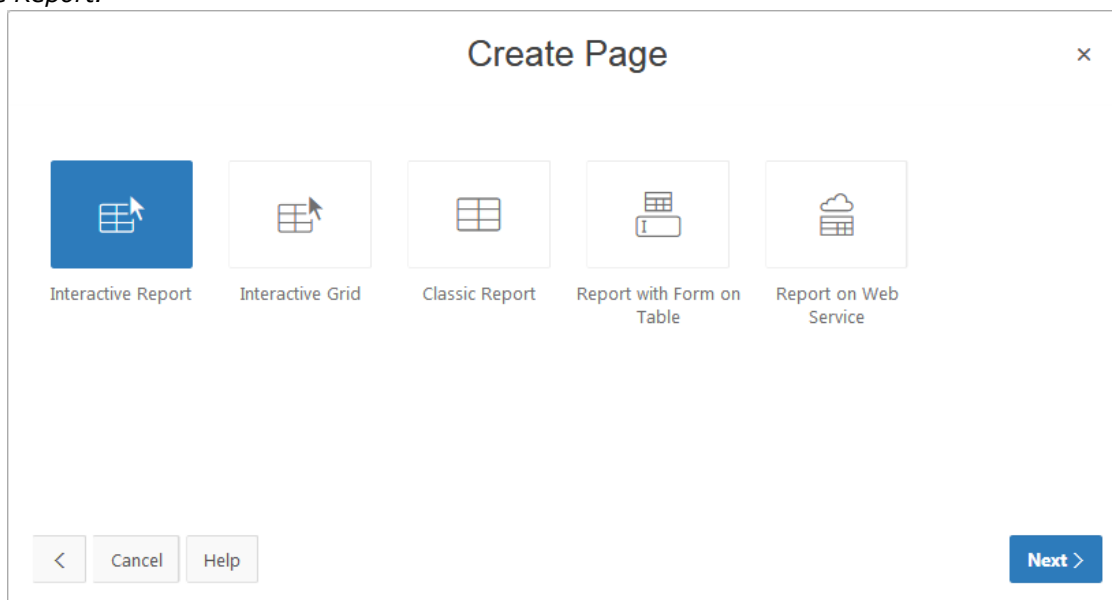 Report.
Create Page
×
Interactive Report
Interactive Grid
Classic Report
Report with Form on
Table
Report on Web
Service
<
Cancel
Help
Next >